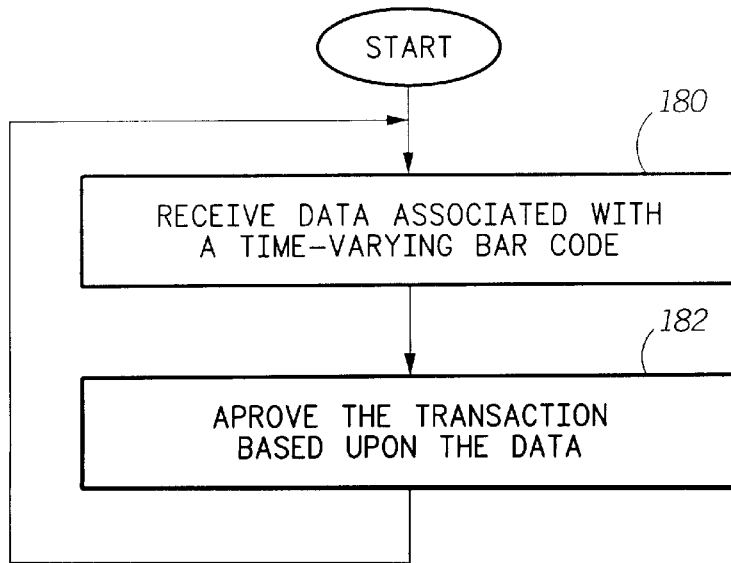 START
180
RECEIVE DATA ASSOCIATED WITH
A TIME-VARYING BAR CODE
182
APROVE THE TRANSACTION
BASED UPON THE DATA